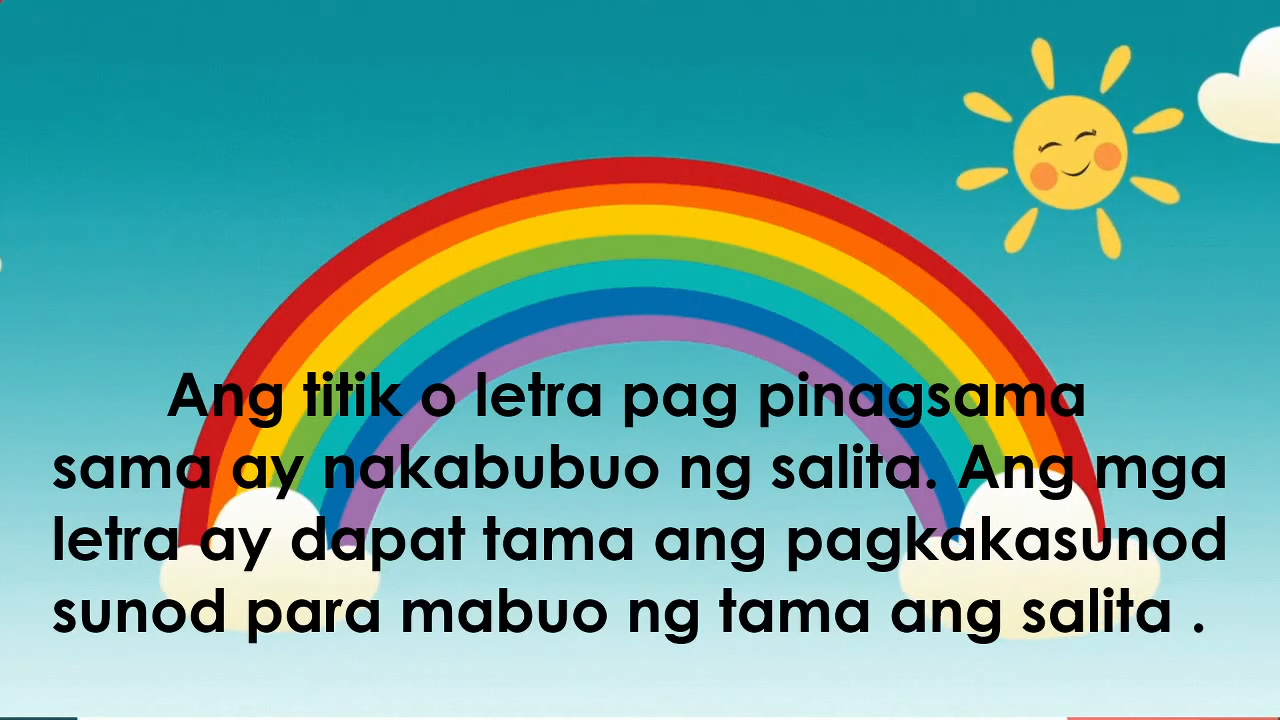 Ang titik o letra pag pinagsama
sama ay nakabubuo ng salita. Ang mga
letra ay dapat tama ang pagkakasunod
sunod para mabuo ng tama ang salita .